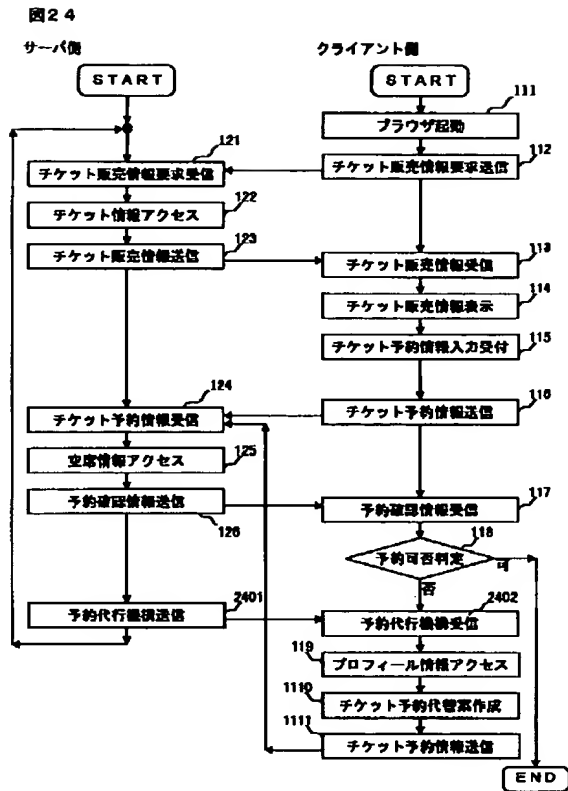 図24
サーバ側
クライアント側
START
START
111
ブラウザ起動
121
112
チケット販売情報要求受信
チケット販売情報要求送信
122
チケット情報アクセス
123
チケット販売情報送信
113
チケット販売情報受信
114
チケット販売情報表示
115
チケット予約情報入力受付
124
116
チケット予約情報受信
チケット予約情報送信
125
空席情報アクセス
126
予約確認情報送信
117
予約確認情報受信
118
予約可否判定
可
否
2401
予約代行機構送信
2402
予約代行機構受信
119
プロフィール情報アクセス
1110
チケット予約代替案作成
1111
チケット予約情報送信
END